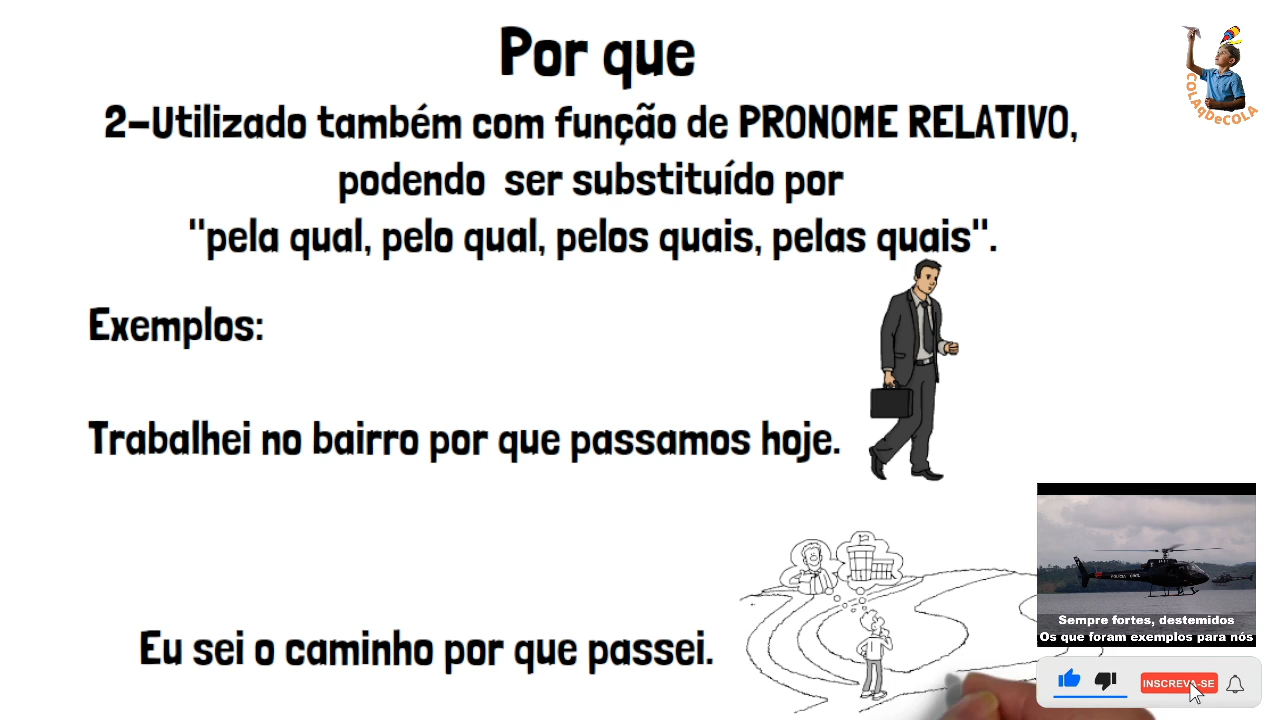 Por que
2-Utilizado também com função de PRONOME RELATIVO,
podendo ser substituído por
"pela qual, pelo qual, pelos quais, pelas quais".
Exemplos:
Trabalhei no bairro por que passamos hoje.
Eu sei o caminho por que passei.
COLAqDeCOLA
POLÍCIA CIVIL
Sempre fortes, destemidos
Os que foram exemplos para nós
INSCREVA-SE